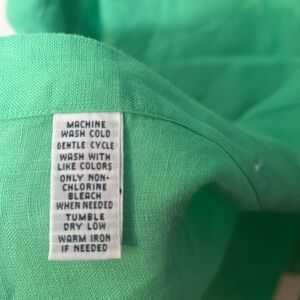 MACHINE
WASH COLD
GENTLE CYCLE
WASH WITH
LIKE COLORS
ONLY NON-
CHLORINE
BLEACH
WHEN NEEDED
TUMBLE
DRY LOW
WARM IRON
IF NEEDED